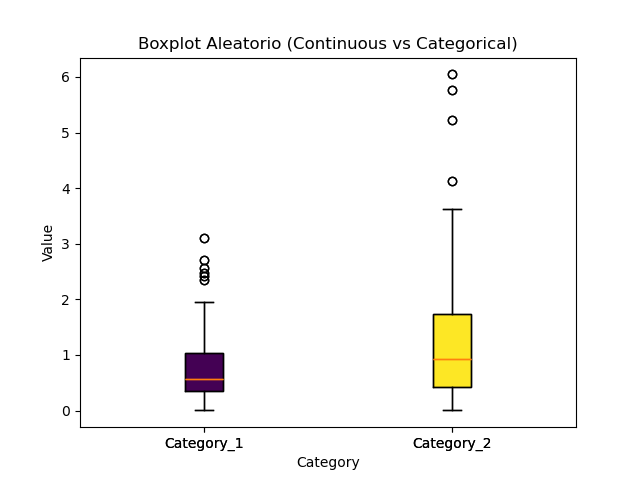 Boxplot Aleatorio (Continuous vs Categorical)
6
5
4
3
2
1
0
Value
Category_1
Category_2
Category